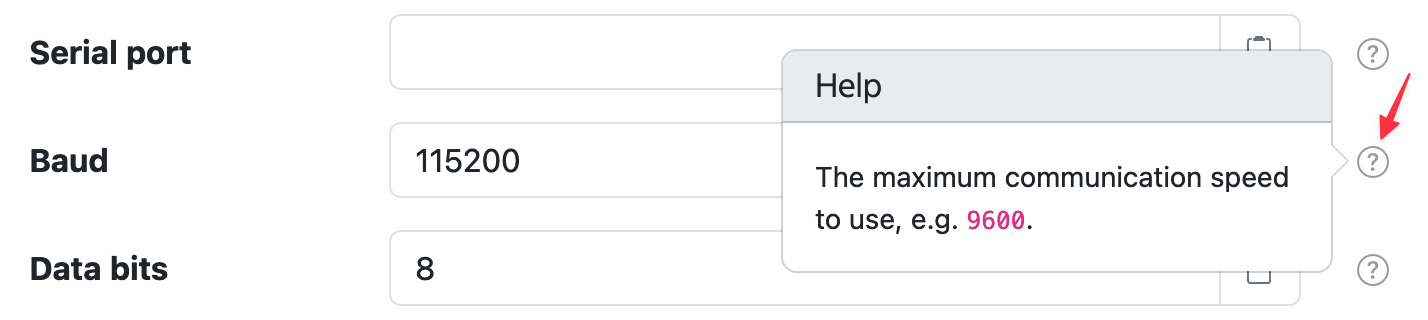 Serial port
?
Help
Baud
115200
?
The maximum communication speed
to use, e.g. 9600.
Data bits
8
?